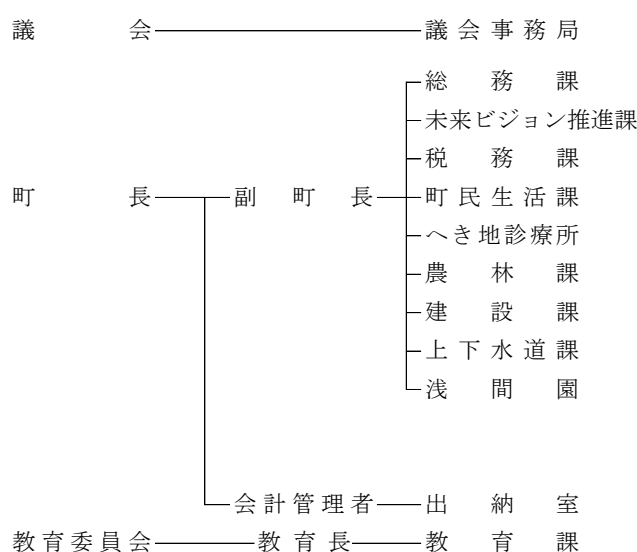 議会 議会事務局
総務課
未来ビジョン推進課
税務課
町長 副町長 町民生活課
へき地診療所
農林課
建設課
上下水道課
浅間園
会計管理者 出納室
教育委員会 教育長 教育課